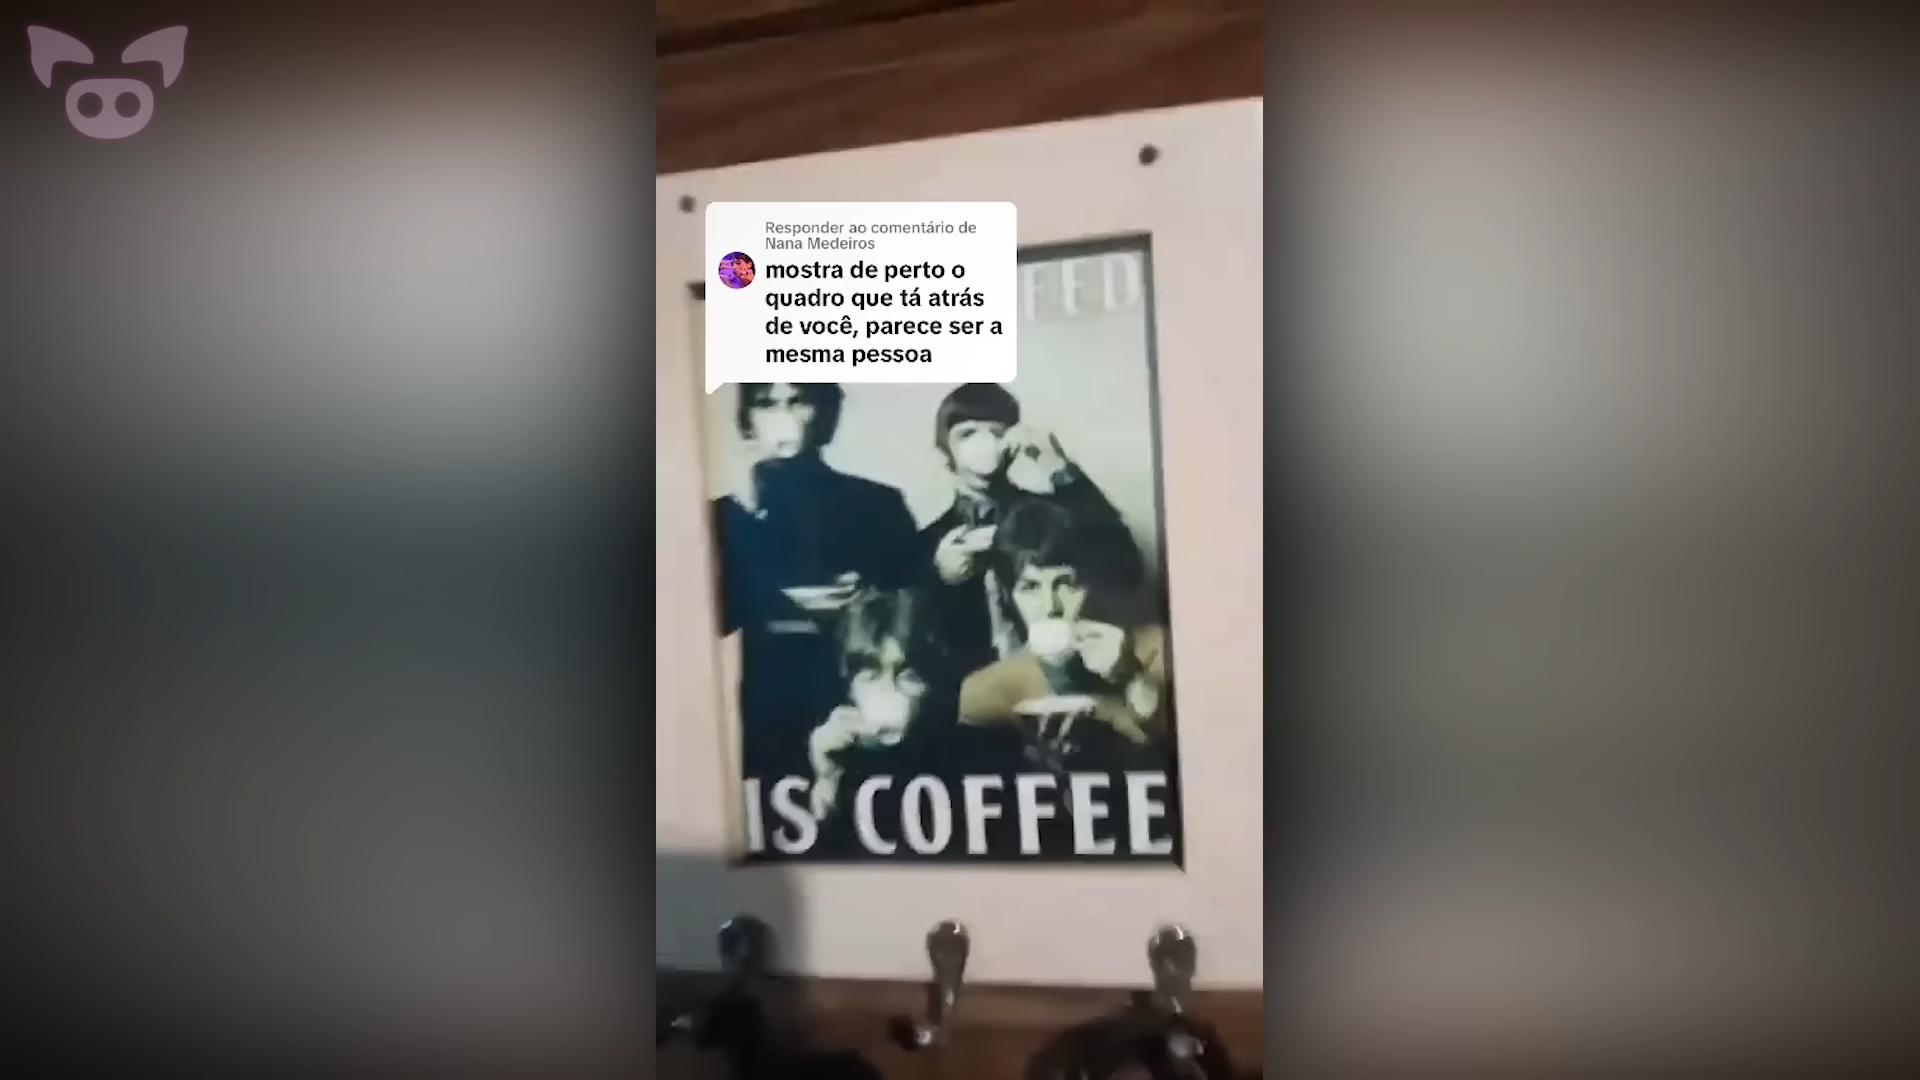 Responder ao comentário de
Nana Medeiros
mostra de perto o
quadro que tá atrás
de você, parece ser a
mesma pessoa
IS COFFEE